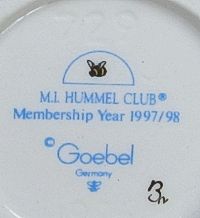 M.I. HUMMEL CLUB®
Membership Year 1997/98
© Goebel
Germany